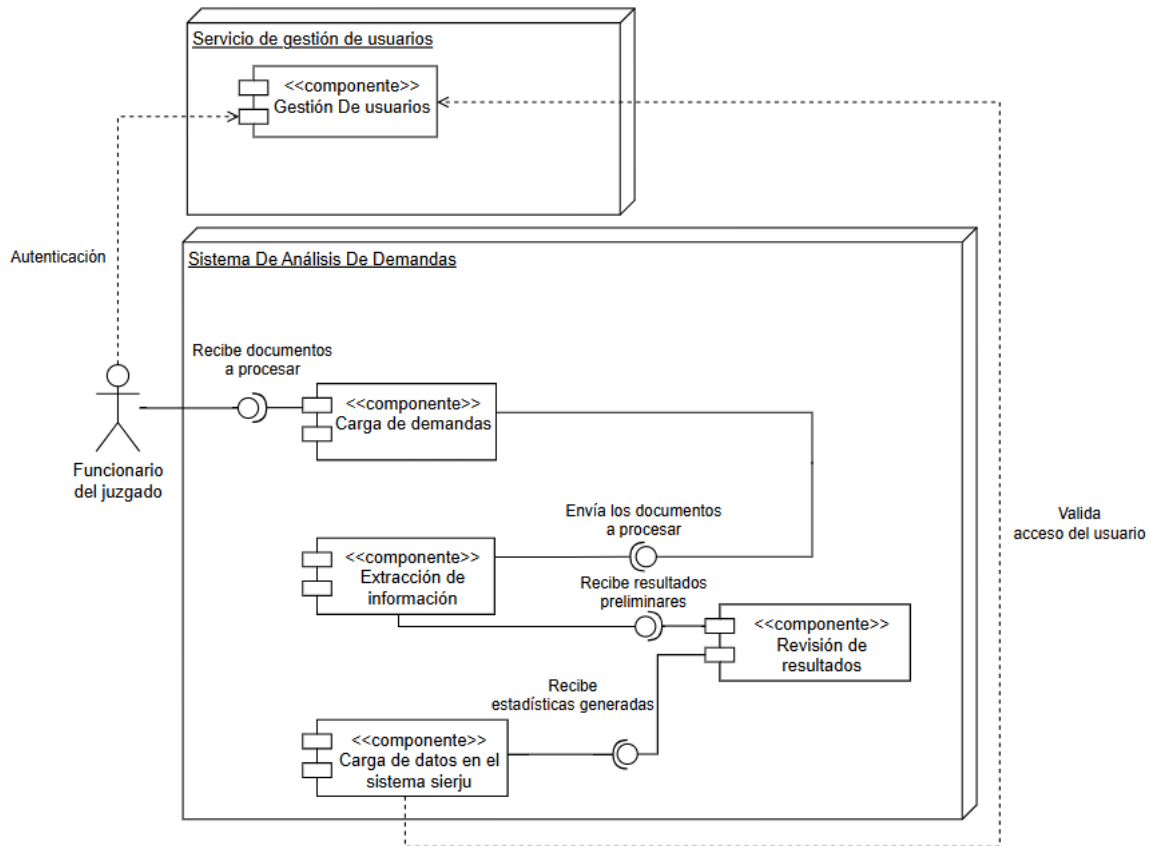 Servicio de gestión de usuarios
<<componente>>
Gestión De usuarios
Autenticación
Sistema De Análisis De Demandas
Recibe documentos
a procesar
<<componente>>
Carga de demandas
Funcionario
del juzgado
Envía los documentos
a procesar
Valida
acceso del usuario
<<componente>>
Extracción de
información
Recibe resultados
preliminares
<<componente>>
Revisión de
resultados
Recibe
estadísticas generadas
<<componente>>
Carga de datos en el
sistema sierju